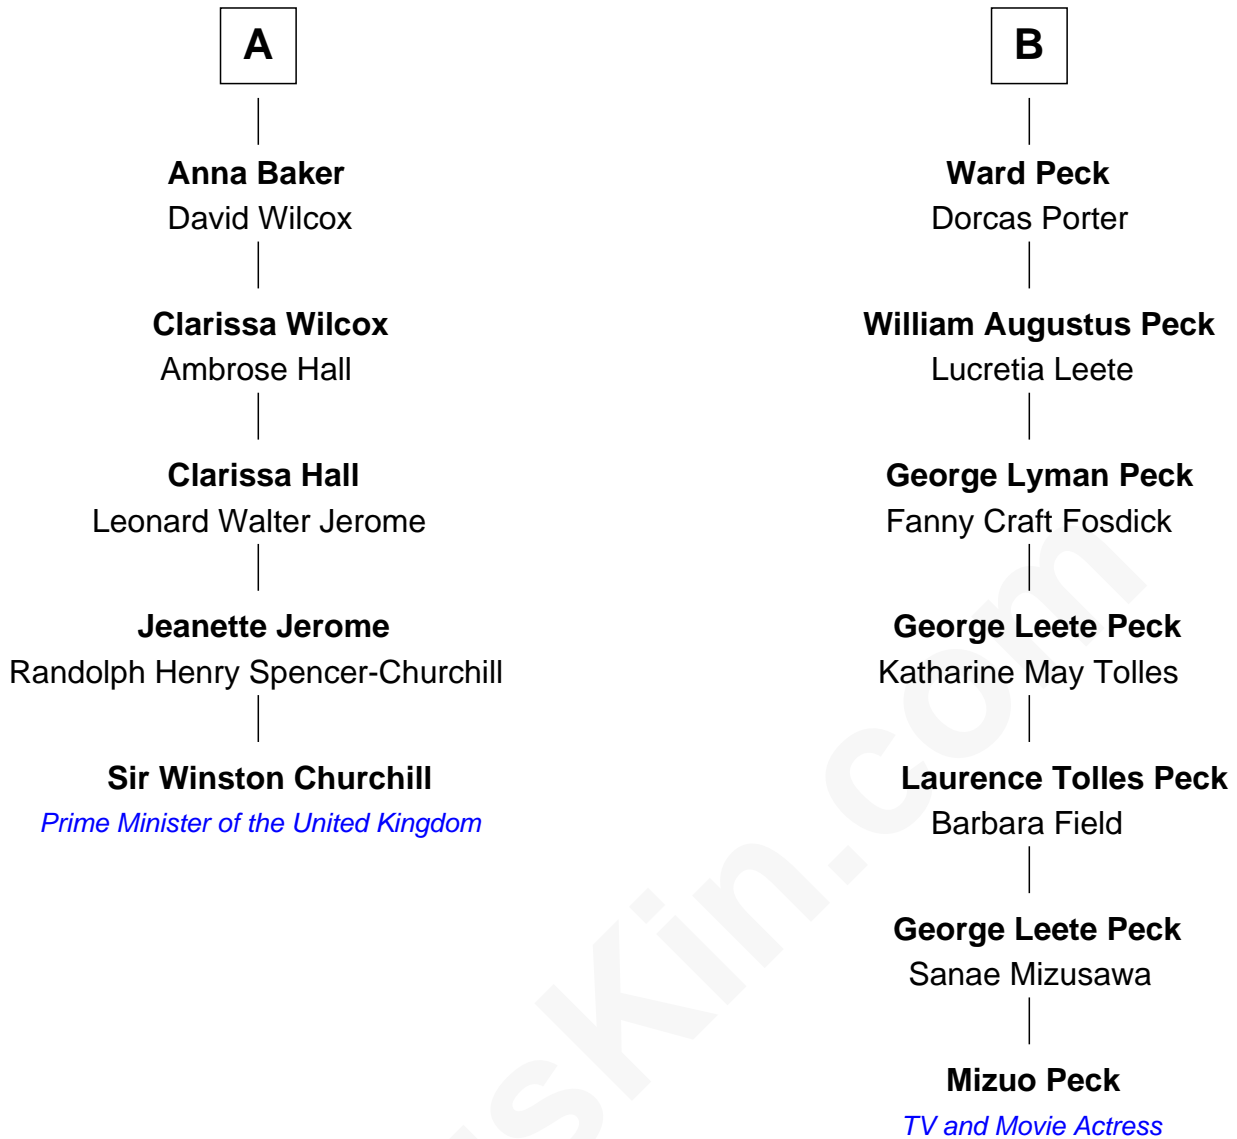 A
Anna Baker
David Wilcox
Clarissa Wilcox
Ambrose Hall
Clarissa Hall
Leonard Walter Jerome
Jeanette Jerome
Randolph Henry Spencer-Churchill
Sir Winston Churchill
Prime Minister of the United Kingdom
B
Ward Peck
Dorcas Porter
William Augustus Peck
Lucretia Leete
George Lyman Peck
Fanny Craft Fosdick
George Leete Peck
Katharine May Tolles
Laurence Tolles Peck
Barbara Field
George Leete Peck
Sanae Mizusawa
Mizuo Peck
TV and Movie Actress
sKin.com